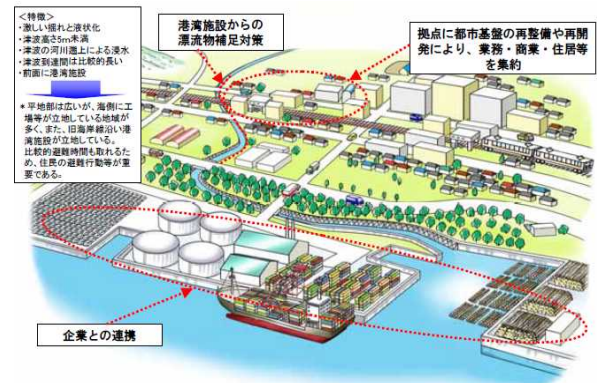 <特徴>
・激しい揺れと液状化
・津波高さ5m未満
・津波の河川遡上による浸水
・津波到達間は比較的長い
・前面に港湾施設
＊平地部は広いが、海側に工
場等が立地している地域が
多く、また、旧海岸線沿い港
湾施設が立地している。
比較的避難時間も取れるた
め、住民の避難行動等が重
要である。
港湾施設からの
漂流物補足対策
拠点に都市基盤の再整備や再
開発により、業務・商業・住居等
を集約
企業との連携